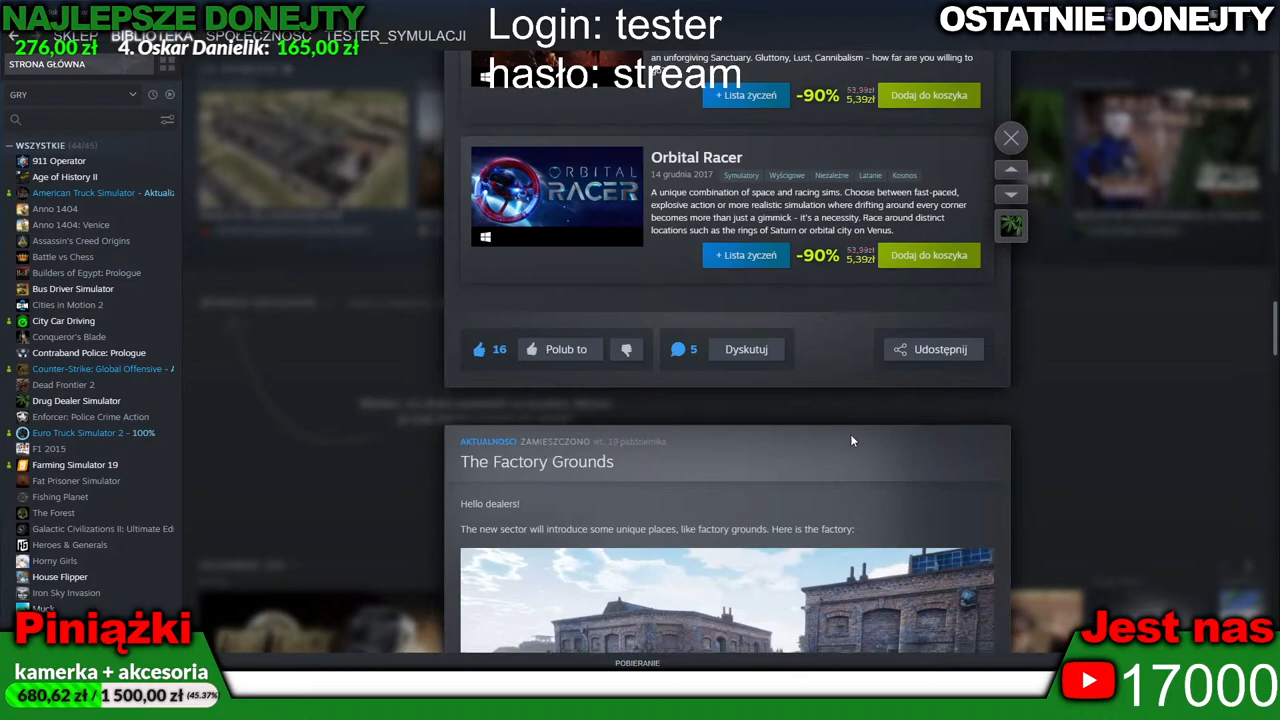 NAJLEPSZE DONEJTY
276,00 zł 4. Oskar Danielik: 165,00 zł
SKLEP BIBLIOTEKA SPOŁECZNOŚĆ TESTER_SYMULACJI
Login: tester
hasło: stream
OSTATNIE DONEJTY
STRONA GŁÓWNA
GRY
WSZYSTKIE (44/45)
911 Operator
Age of History II
American Truck Simulator - Aktualiz
Anno 1404
Anno 1404: Venice
Assassin's Creed Origins
Battle vs Chess
Builders of Egypt: Prologue
Bus Driver Simulator
Cities in Motion 2
City Car Driving
Conqueror's Blade
Contraband Police: Prologue
Counter-Strike: Global Offensive - A
Dead Frontier 2
Drug Dealer Simulator
Enforcer: Police Crime Action
Euro Truck Simulator 2 - 100%
F1 2015
Farming Simulator 19
Fat Prisoner Simulator
Fishing Planet
The Forest
Galactic Civilizations II: Ultimate Ed
Heroes & Generals
Horny Girls
House Flipper
Iron Sky Invasion
Muck
an unforgiving Sanctuary. Gluttony, Lust, Cannibalism - how far are you willing to
+ Lista życzeń -90% 53,99zł 5,39zł Dodaj do koszyka
ORBITAL
RACER
Orbital Racer
14 grudnia 2017 Symulatory Wyścigowe Niezależne Latanie Kosmos
A unique combination of space and racing sims. Choose between fast-paced,
explosive action or more realistic simulation where drifting around every corner
becomes more than just a gimmick - it's a necessity. Race around distinct
locations such as the rings of Saturn or orbital city on Venus.
+ Lista życzeń -90% 53,99zł 5,39zł Dodaj do koszyka
16 Polub to 5 Dyskutuj Udostępnij
AKTUALNOŚCI ZAMIESZCZONO wt., 19 października
The Factory Grounds
Hello dealers!
The new sector will introduce some unique places, like factory grounds. Here is the factory:
POBIERANIE
Piniążki
kamerka + akcesoria
680,62 zł / 1 500,00 zł (45.37%)
Jest nas
17000